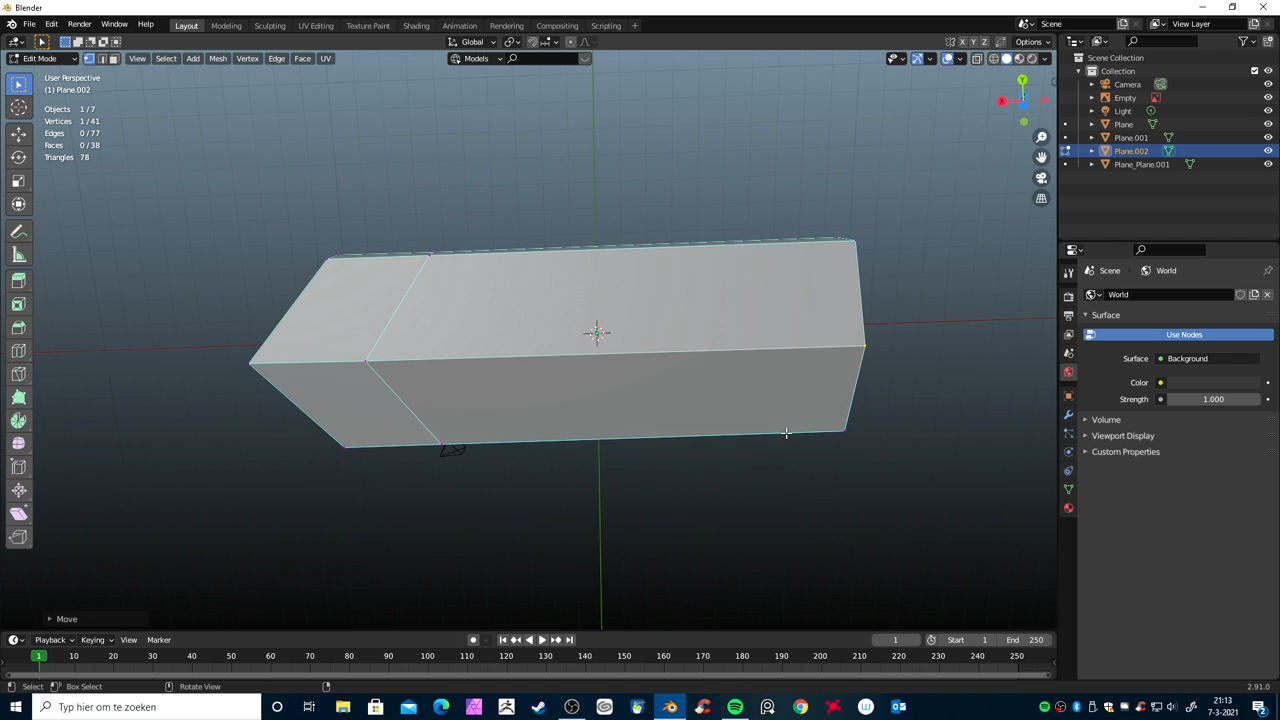 Blender
File Edit Render Window Help Layout Modeling Sculpting UV Editing Texture Paint Shading Animation Rendering Compositing Scripting + Scene View Layer
Global X Y Z Options
Edit Mode View Select Add Mesh Vertex Edge Face UV Models
User Perspective
(1) Plane.002
Objects 1/7
Vertices 1/41
Edges 0/77
Faces 0/38
Triangles 78
Y
X
Move
Scene Collection
Collection
Camera
Empty
Light
Plane
Plane.001
Plane.002
Plane_Plane.001
Scene World
World
Surface
Use Nodes
Surface Background
Color
Strength 1.000
Volume
Viewport Display
Custom Properties
Playback Keying View Marker 1 Start 1 End 250
1 10 20 30 40 50 60 70 80 90 100 110 120 130 140 150 160 170 180 190 200 210 220 230 240 250
Select Box Select Rotate View 2.91.0
Typ hier om te zoeken
21:13
7-3-2021